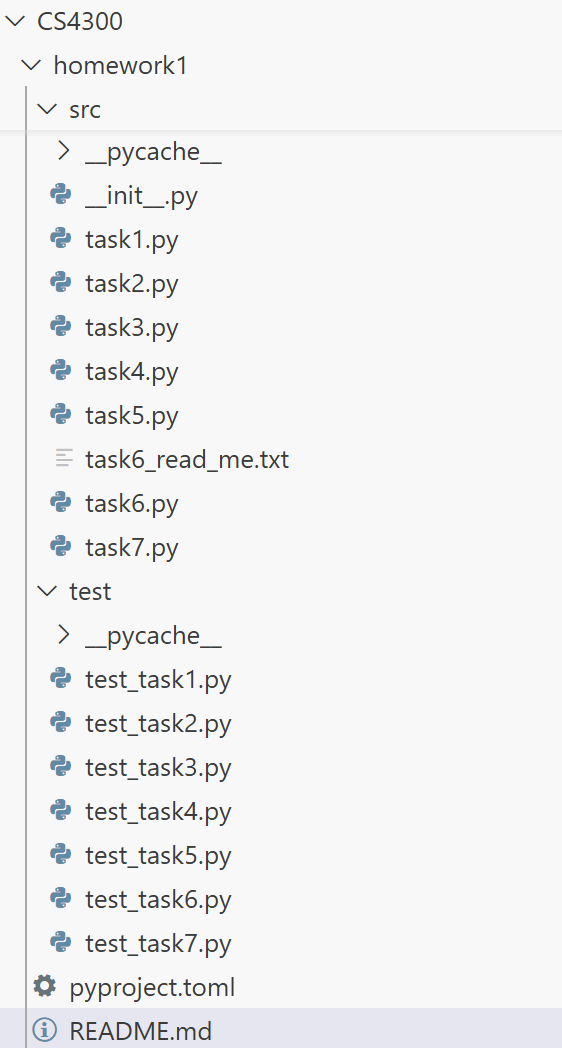 CS4300
homework1
src
__pycache__
__init__.py
task1.py
task2.py
task3.py
task4.py
task5.py
task6_read_me.txt
task6.py
task7.py
test
__pycache__
test_task1.py
test_task2.py
test_task3.py
test_task4.py
test_task5.py
test_task6.py
test_task7.py
pyproject.toml
README.md